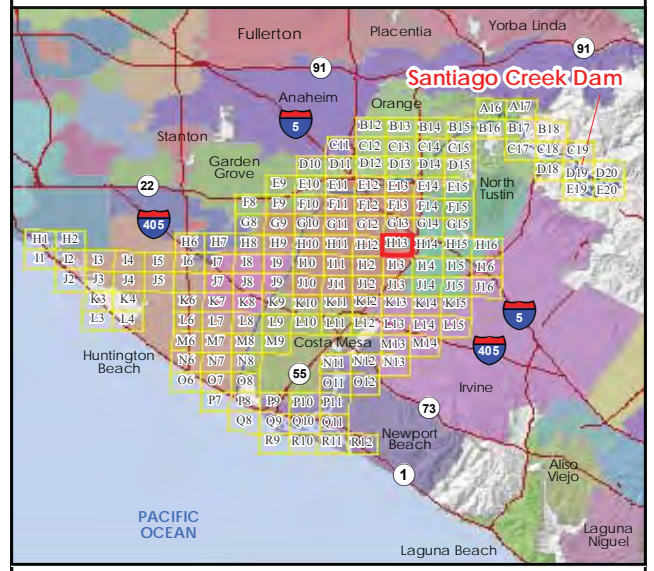 Yorba Linda
Placentia
Fullerton
91
91
Santiago Creek Dam
Anaheim
Orange
A16 A17
5
B12 B13 B14 B15 B16 B17 B18
Stanton
C11 C12 C13 C14 C15 C17 C18 C19
Garden
Grove
D10 D11 D12 D13 D14 D15 D18 D19 D20
22
E9 E10 E11 E12 E13 E14 E15 E19 E20
North
Tustin
F8 F9 F10 F11 F12 F13 F14 F15
405
G8 G9 G10 G11 G12 G13 G14 G15
H1 H2 H6 H7 H8 H9 H10 H11 H12 H13 H14 H15 H16
I1 I2 I3 I4 I5 I6 I7 I8 I9 I10 I11 I12 I13 I14 I15 I16
J2 J3 J4 J5 J7 J8 J9 J10 J11 J12 J13 J14 J15 J16
K3 K4 K6 K7 K8 K9 K10 K11 K12 K13 K14 K15
5
L3 L4 L6 L7 L8 L9 L10 L11 L12 L13 L14 L15
M6 M7 M8 M9 Costa Mesa M13 M14
405
Huntington
Beach
N6 N7 N8 N11 N12 N13
55
O6 O7 O8 O11 O12
Irvine
P7 P8 P9 P10 P11
73
Q8 Q9 Q10 Q11
Newport
Beach
R9 R10 R11 R12
1
Aliso
Viejo
PACIFIC
OCEAN
Laguna
Niguel
Laguna Beach